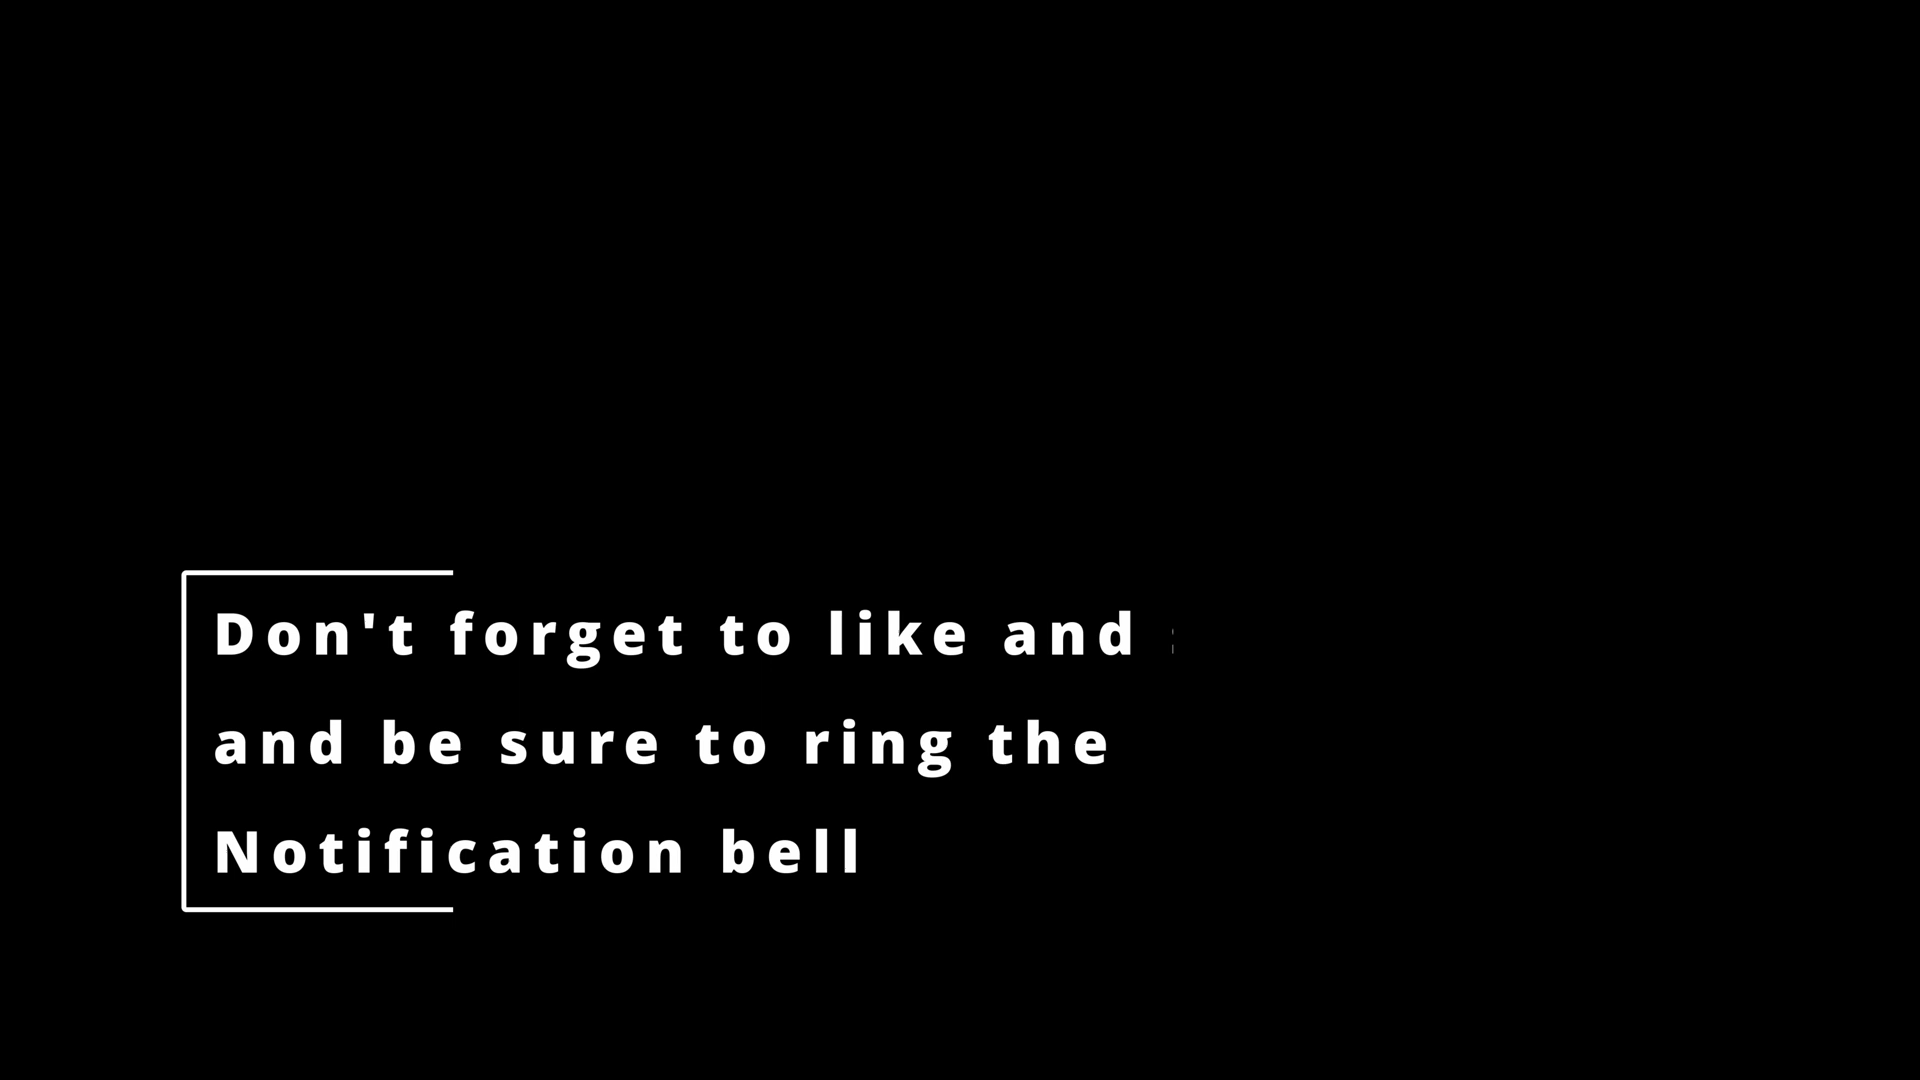 Don't forget to like and
and be sure to ring the
Notification bell